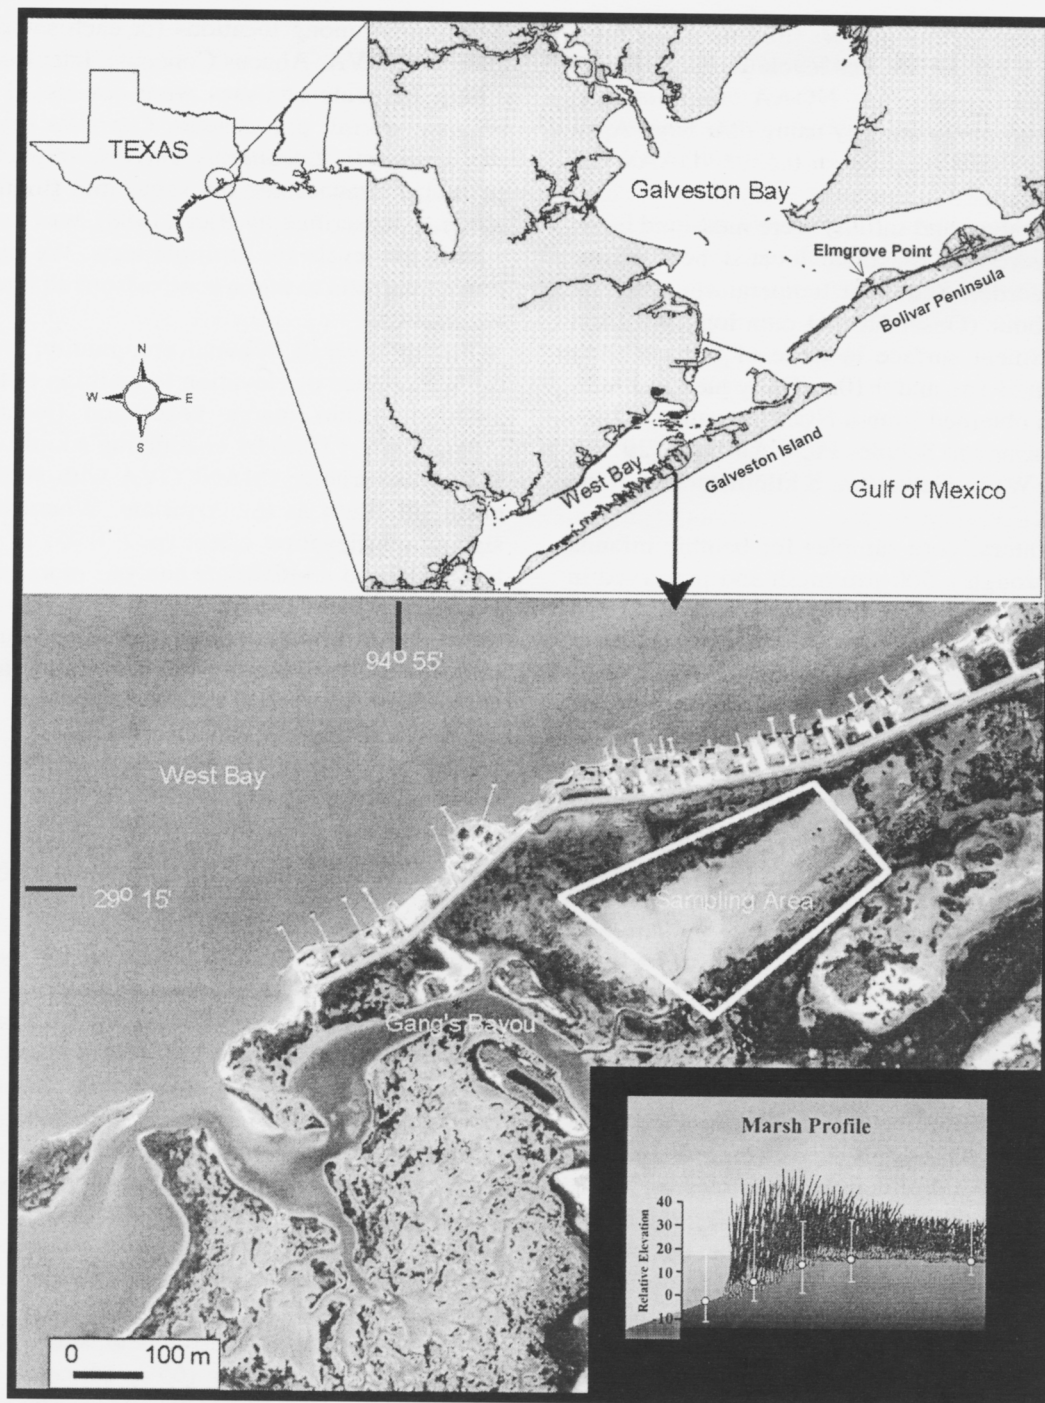 TEXAS
Galveston Bay
Elmgrove Point
Bolivar Peninsula
N
W E
S
West Bay
Galveston Island
Gulf of Mexico
94° 55'
West Bay
29° 15'
Sampling Area
*
Gang's Bayou
Marsh Profile
Relative Elevation
40
30
20
10
0
-10
0 100 m